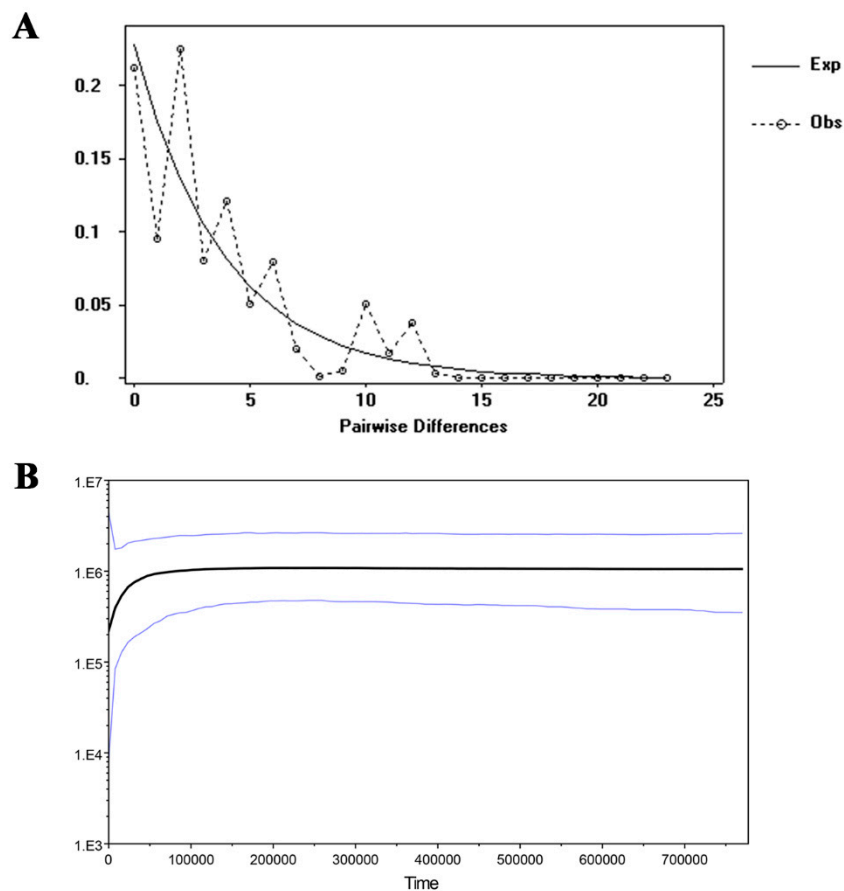 A
0.2
0.15
0.1
0.05
0.
0 5 10 15 20 25
Pairwise Differences
Exp
Obs
B
1.E7
1.E6
1.E5
1.E4
1.E3
0 100000 200000 300000 400000 500000 600000 700000
Time